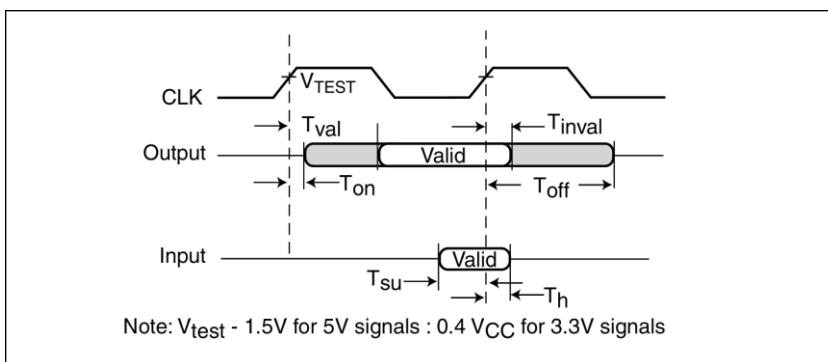 VTEST
CLK
Tval
Tinval
Output
Valid
Ton
Toff
Input
Valid
Tsu
Th
Note: Vtest - 1.5V for 5V signals : 0.4 VCC for 3.3V signals